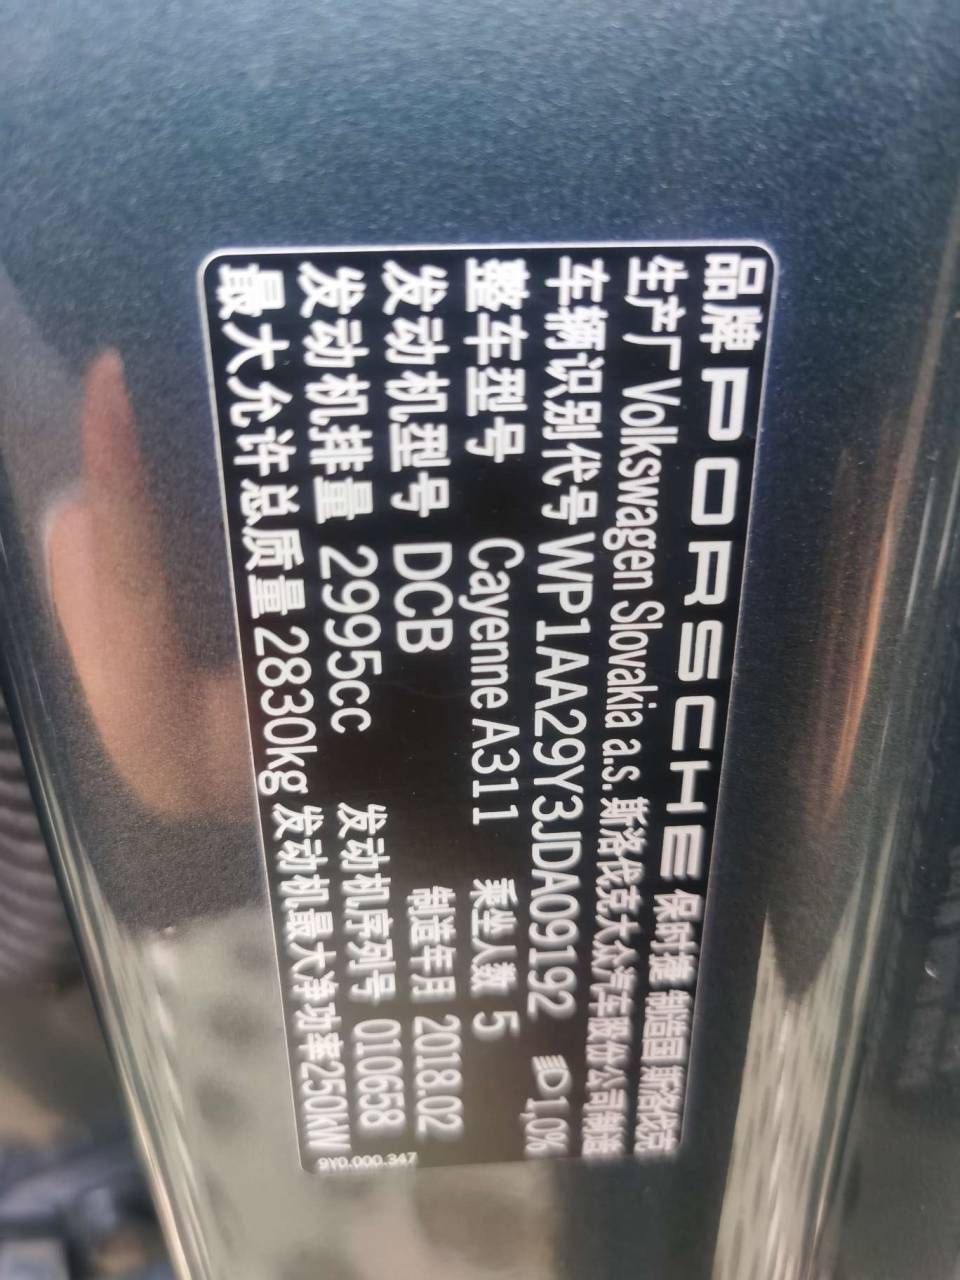 品牌 PORSCHE 保时捷 制造国 斯洛伐克
生产厂 Volkswagen Slovakia a.s. 斯洛伐克大众汽车股份公司制造
车辆识别代号 WP1AA29Y3JDA09192 1,0%
整车型号 Cayenne A311 乘坐人数 5
发动机型号 DCB 制造年月 2018.02
发动机排量 2995cc 发动机序列号 010658
最大允许总质量 2830kg 发动机最大净功率250kW
9Y0.000.347